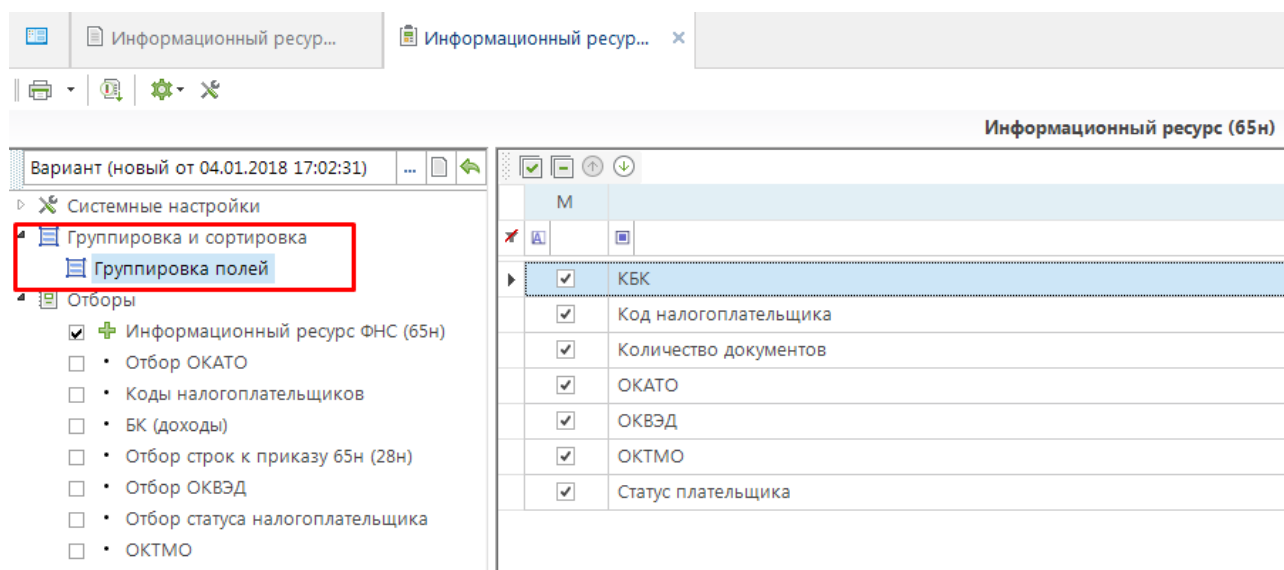 Информационный ресур...
Информационный ресур...
Информационный ресурс (65н)
Вариант (новый от 04.01.2018 17:02:31)
...
Системные настройки
Группировка и сортировка
Группировка полей
Отборы
Информационный ресурс ФНС (65н)
Отбор ОКАТО
Коды налогоплательщиков
БК (доходы)
Отбор строк к приказу 65н (28н)
Отбор ОКВЭД
Отбор статуса налогоплательщика
ОКТМО
М
КБК
Код налогоплательщика
Количество документов
ОКАТО
ОКВЭД
ОКТМО
Статус плательщика